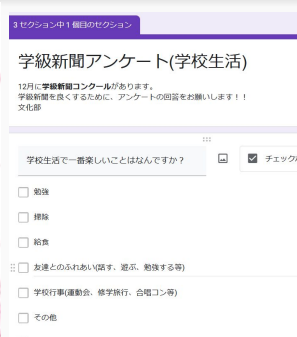 3 セクション中 1 個目のセクション
学級新聞アンケート(学校生活)
12月に学級新聞コンクールがあります。
学級新聞を良くするために、アンケートの回答をお願いします！！
文化部
学校生活で一番楽しいことはなんですか？
チェック
勉強
掃除
給食
友達とのふれあい(話す、遊ぶ、勉強する等)
学校行事(運動会、修学旅行、合唱コン等)
その他